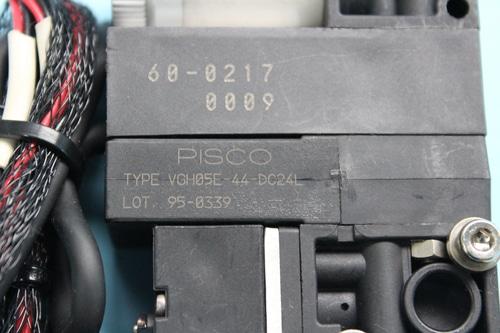 60-0217
0009
PISCO
TYPE VGH05E-44-DC24L
LOT. 95-0339